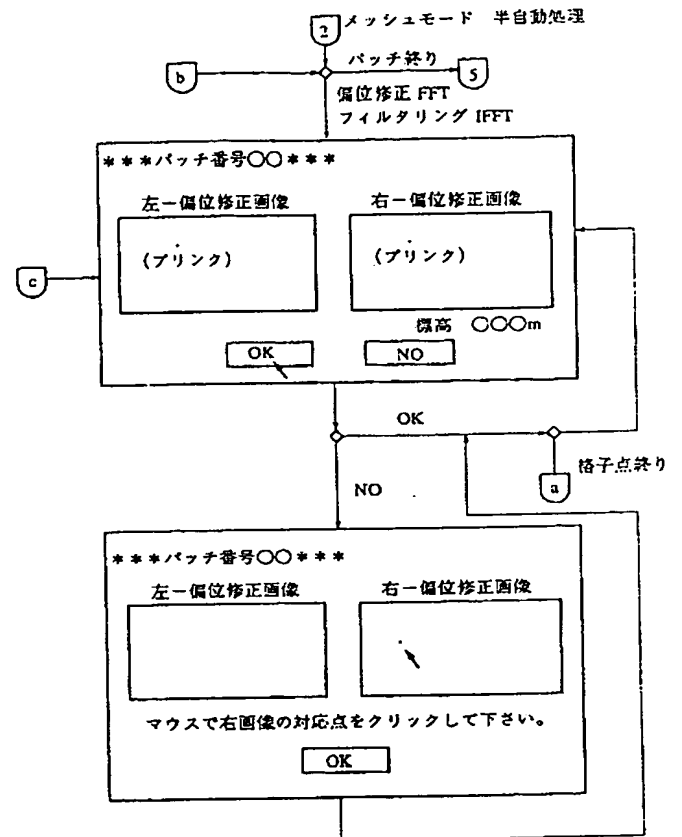 2 メッシュモード 半自動処理
パッチ終り
b
5
偏位修正 FFT
フィルタリング IFFT
＊＊＊パッチ番号○○＊＊＊
左ー偏位修正画像 右ー偏位修正画像
(ブリンク) (ブリンク)
c
標高 ○○○m
OK NO
OK
格子点終り
a
NO
＊＊＊パッチ番号○○＊＊＊
左ー偏位修正画像 右ー偏位修正画像
マウスで右画像の対応点をクリックして下さい。
OK